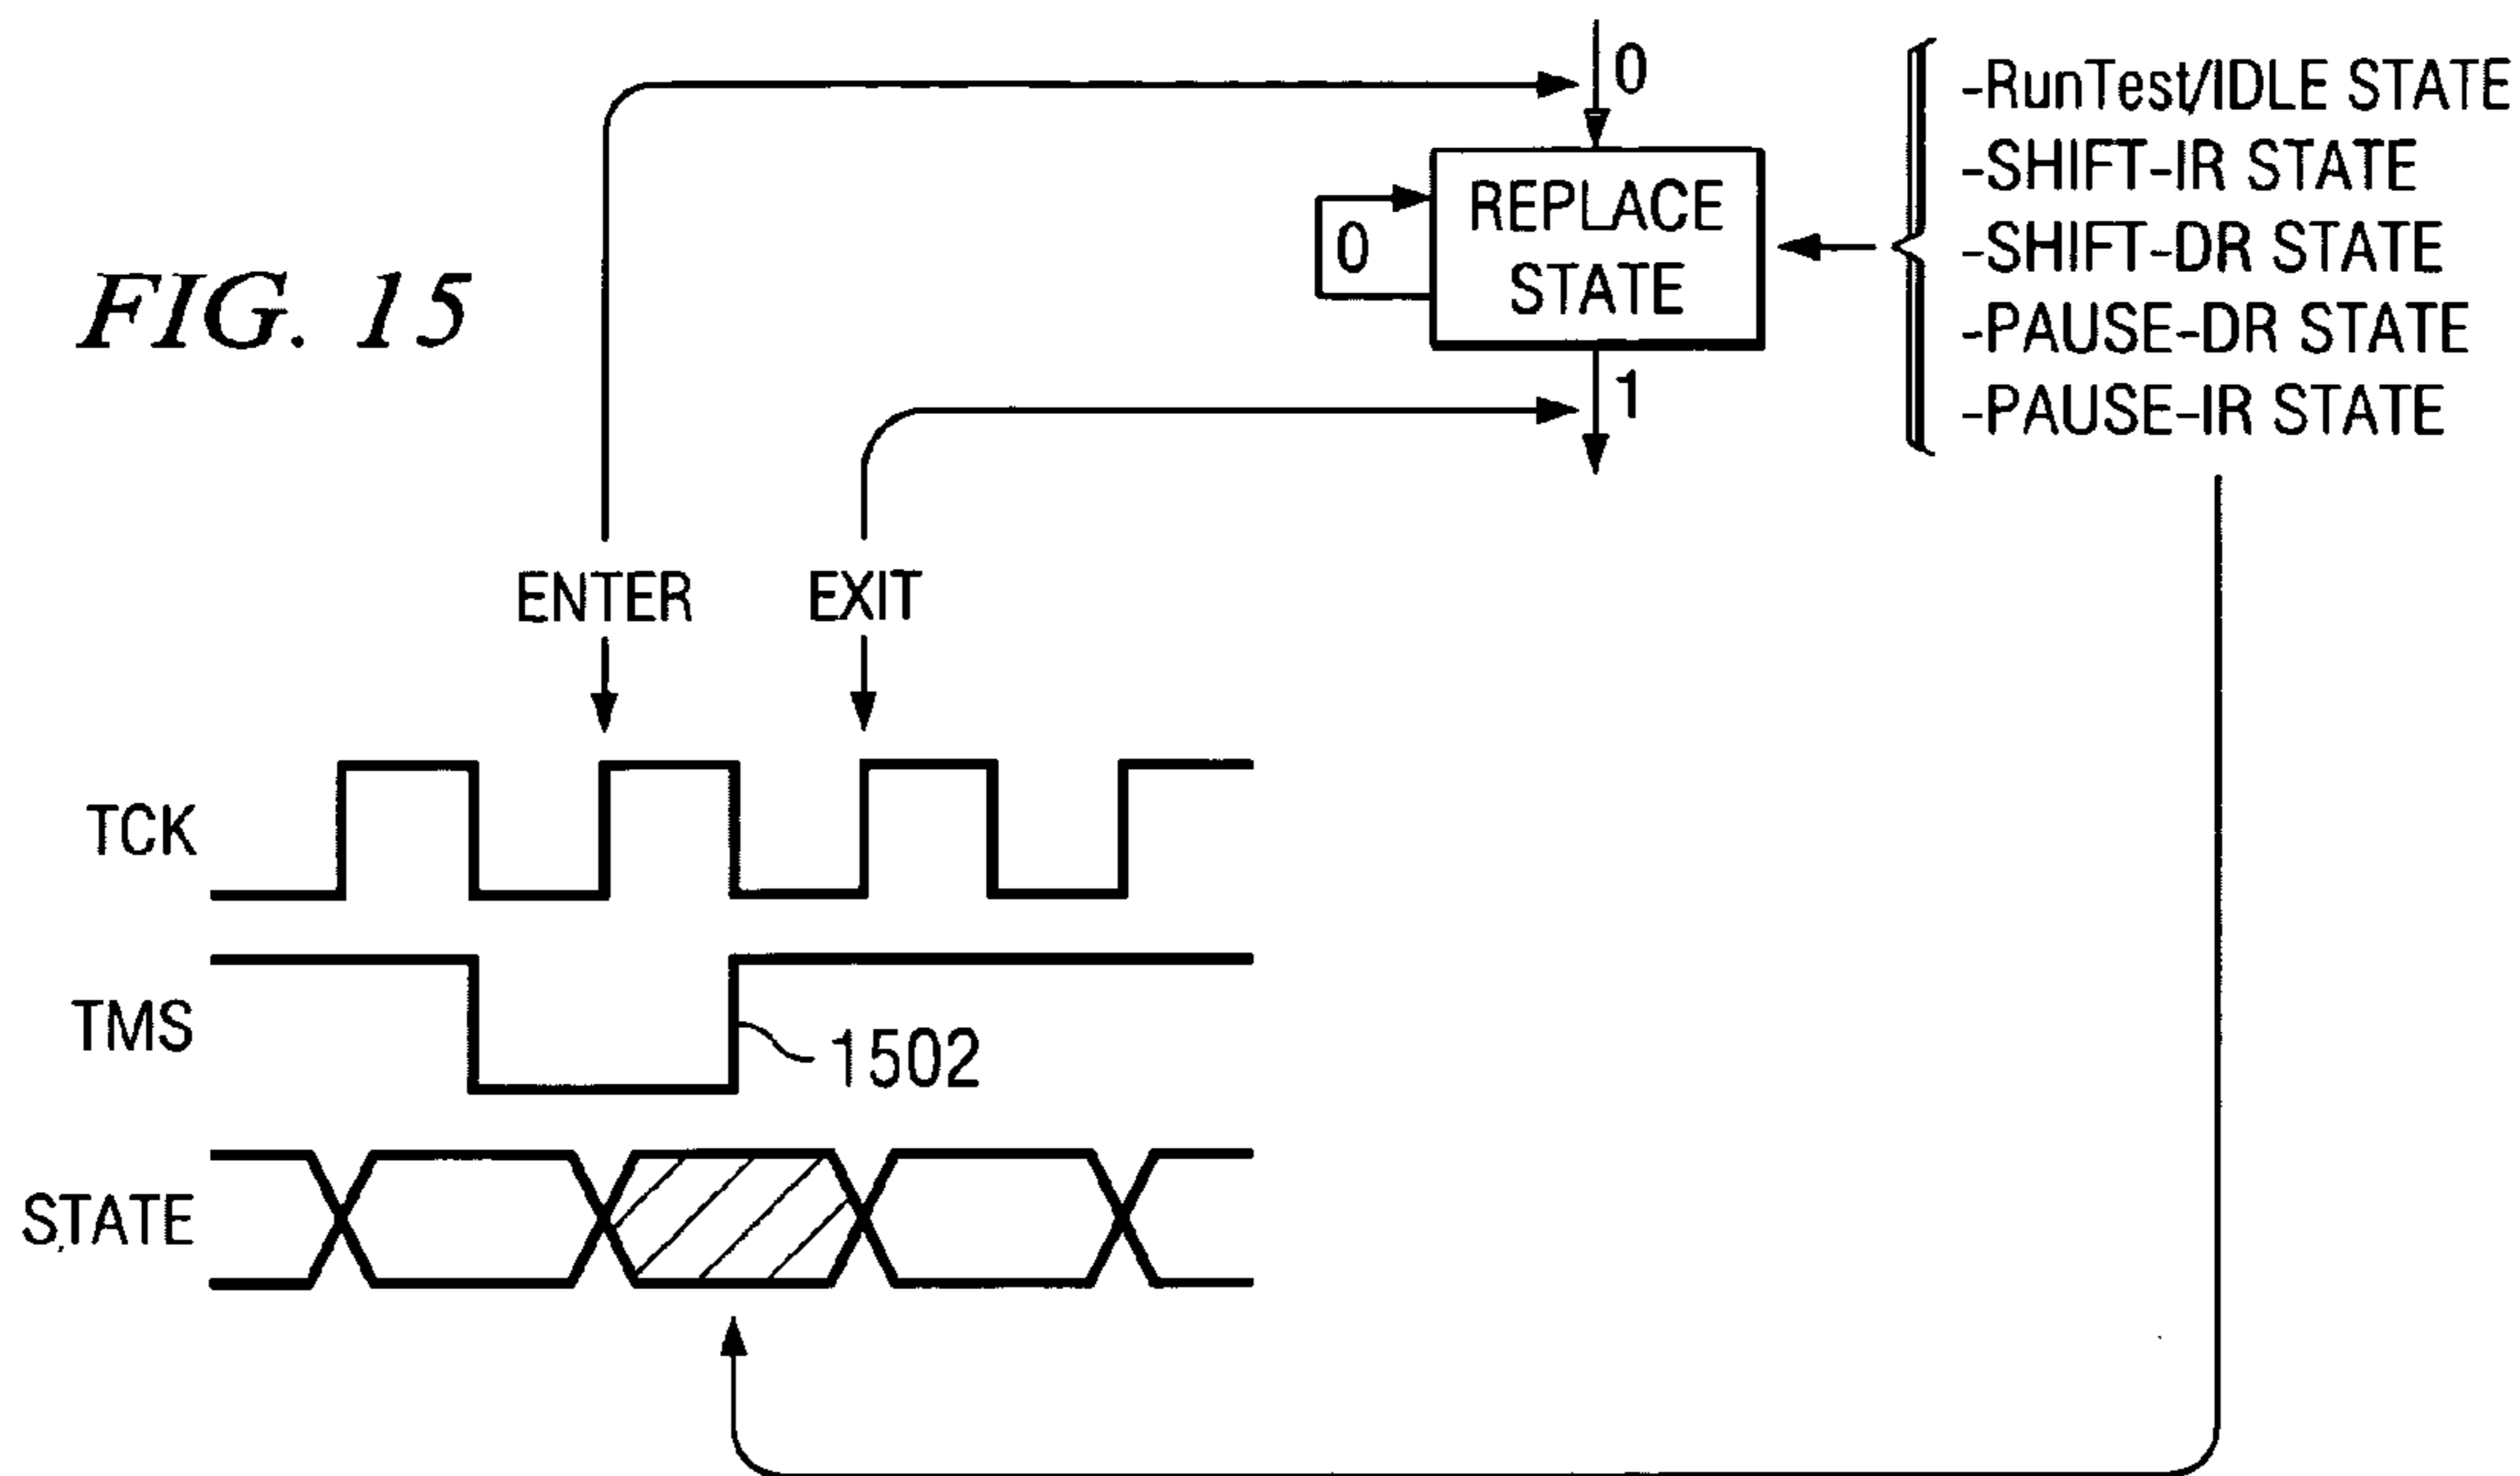 FIG. 15
0
REPLACE
STATE
0
1
-RunTest/IDLE STATE
-SHIFT-IR STATE
-SHIFT-DR STATE
-PAUSE-DR STATE
-PAUSE-IR STATE
ENTER
EXIT
TCK
TMS
1502
STATE